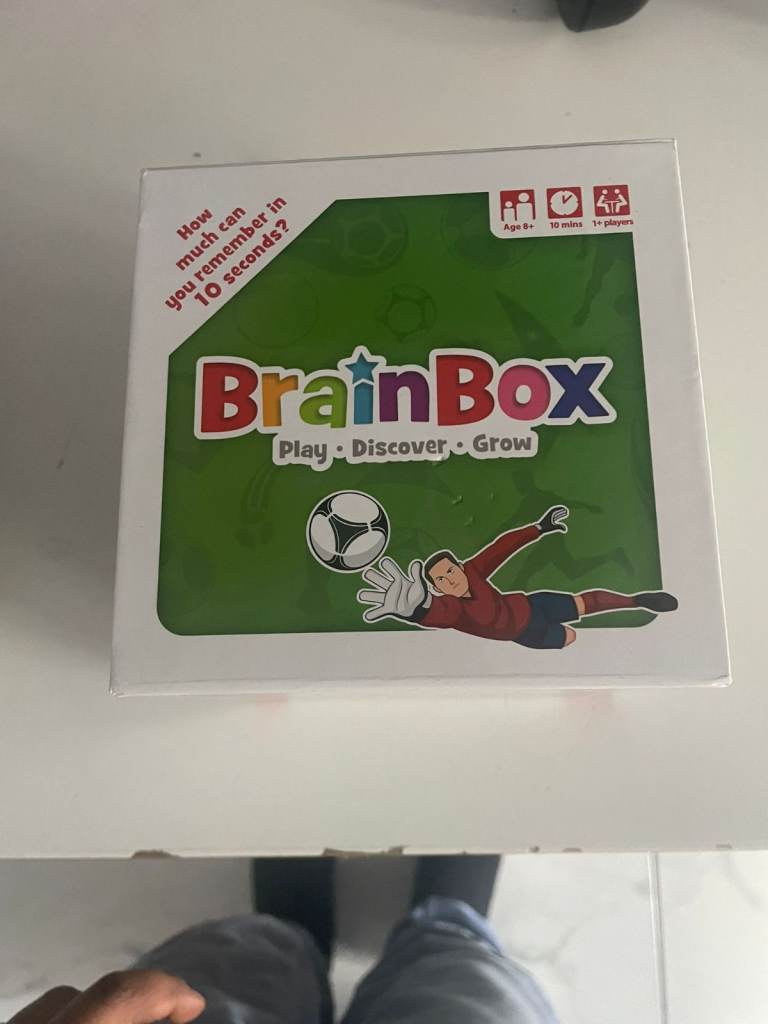 How
much can
you remember in
10 seconds?
Age 8+ 10 mins 1+ players
BrainBox
Play · Discover · Grow